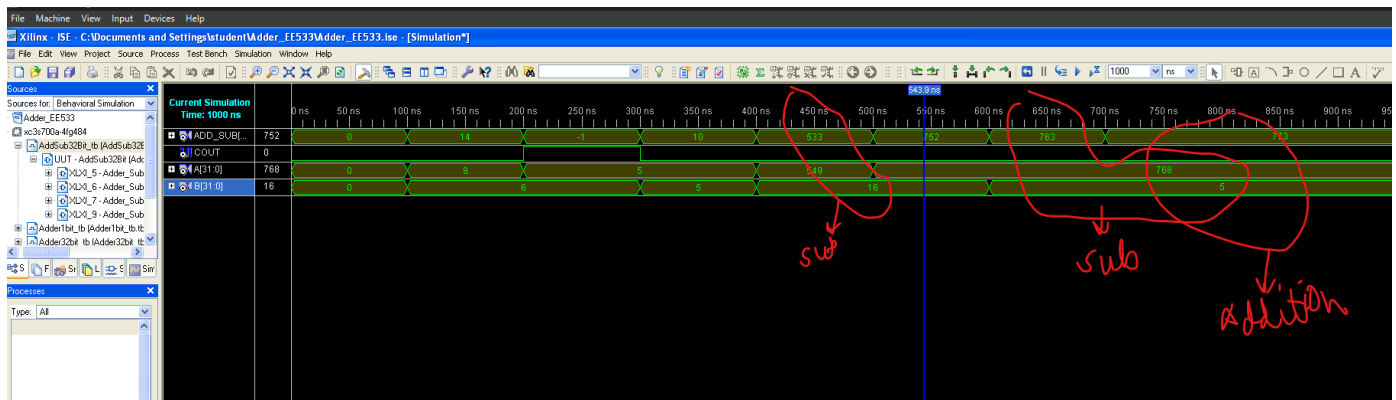 File Machine View Input Devices Help
Xilinx - ISE - C:\Documents and Settings\student\Adder_EE533\Adder_EE533.ise - [Simulation*]
File Edit View Project Source Process Test Bench Simulation Window Help
1000 ns
Sources
Sources for: Behavioral Simulation
Adder_EE533
xc3s700a-4fg484
AddSub32Bit_tb (AddSub32B
UUT - AddSub32Bit (Adc
XLXI_5 - Adder_Sub
XLXI_6 - Adder_Sub
XLXI_7 - Adder_Sub
XLXI_9 - Adder_Sub
Adder1bit_tb (Adder1bit_tb.tb
Adder32bit_tb (Adder32bit_tb
S F Sr L S Sim
Processes
Type: All
Current Simulation
Time: 1000 ns
543.9 ns
0 ns 50 ns 100 ns 150 ns 200 ns 250 ns 300 ns 350 ns 400 ns 450 ns 500 ns 550 ns 600 ns 650 ns 700 ns 750 ns 800 ns 850 ns 900 ns 95
ADD_SUB[... 752 0 14 -1 10 533 752 763 773
COUT 0
A[31:0] 768 0 8 5 549 768
B[31:0] 16 0 6 5 16 5
sub
sub
Addition